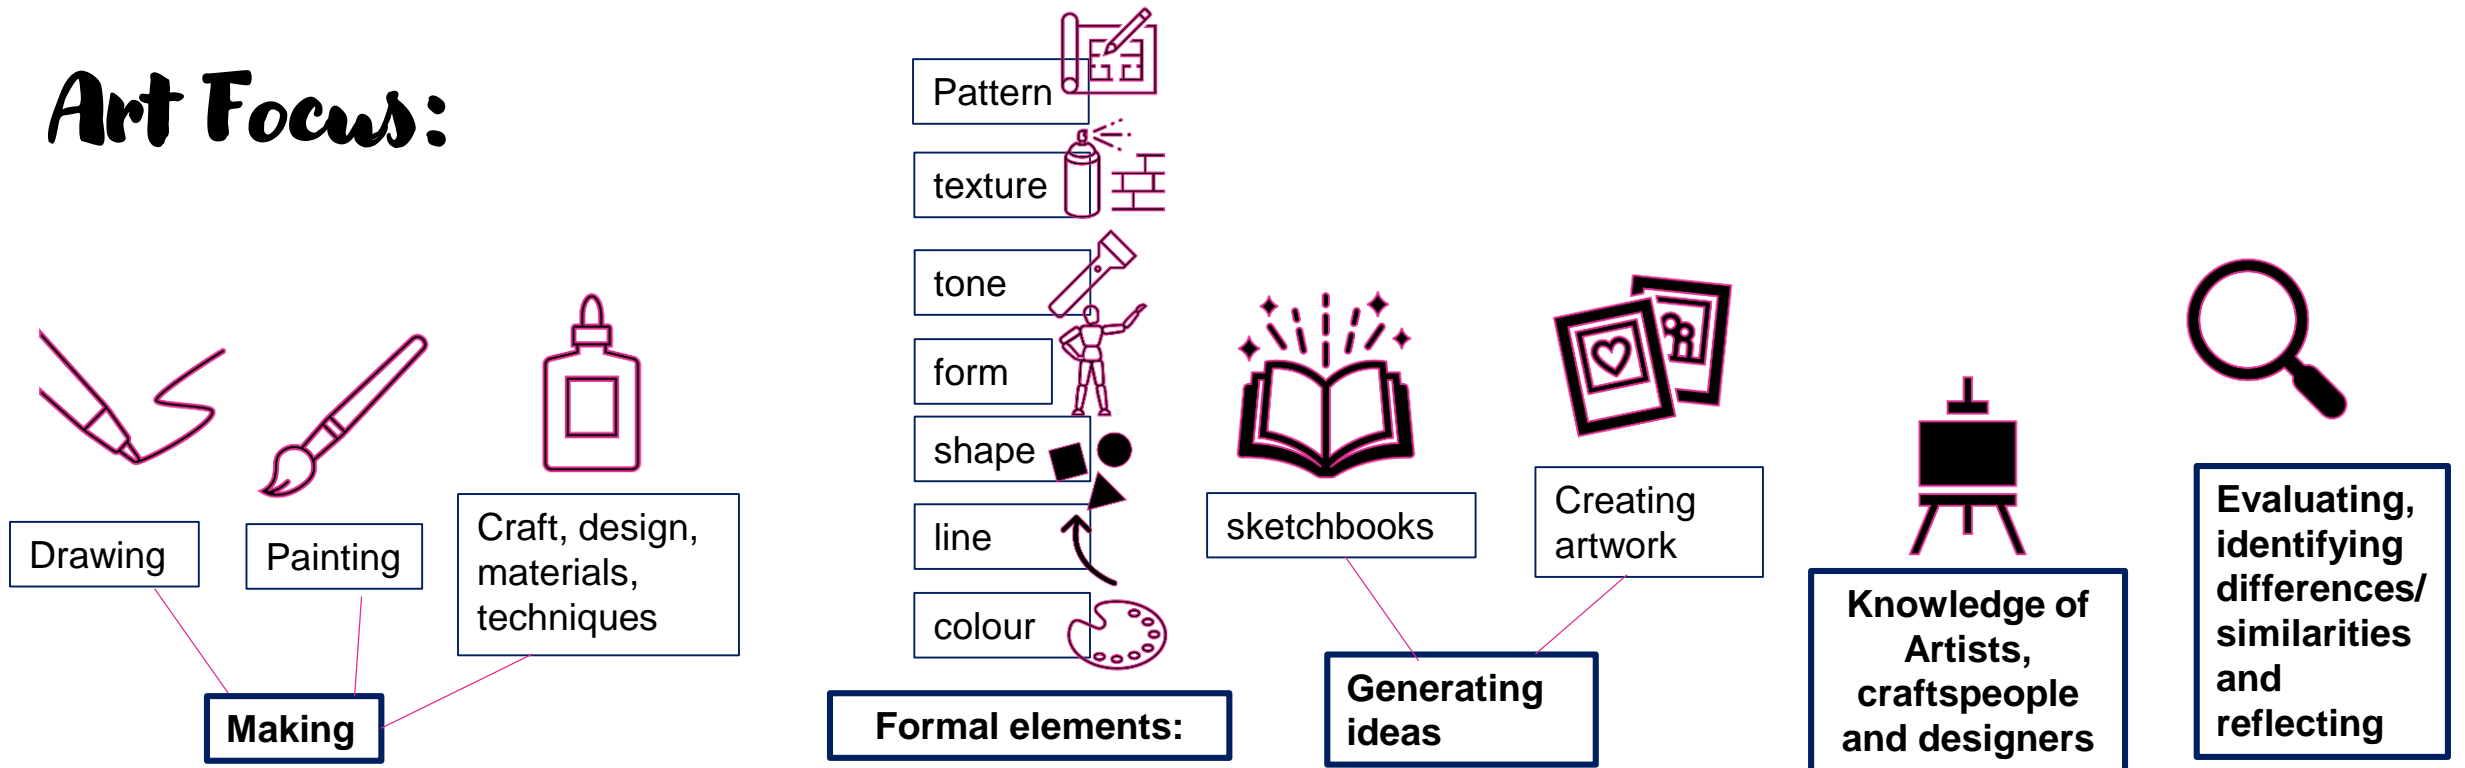 Art Focus:
Drawing
Painting
Craft, design,
materials,
techniques
Making
Pattern
texture
tone
form
shape
line
colour
Formal elements:
sketchbooks
Creating
artwork
Generating
ideas
Knowledge of
Artists,
craftspeople
and designers
Evaluating,
identifying
differences/
similarities
and
reflecting